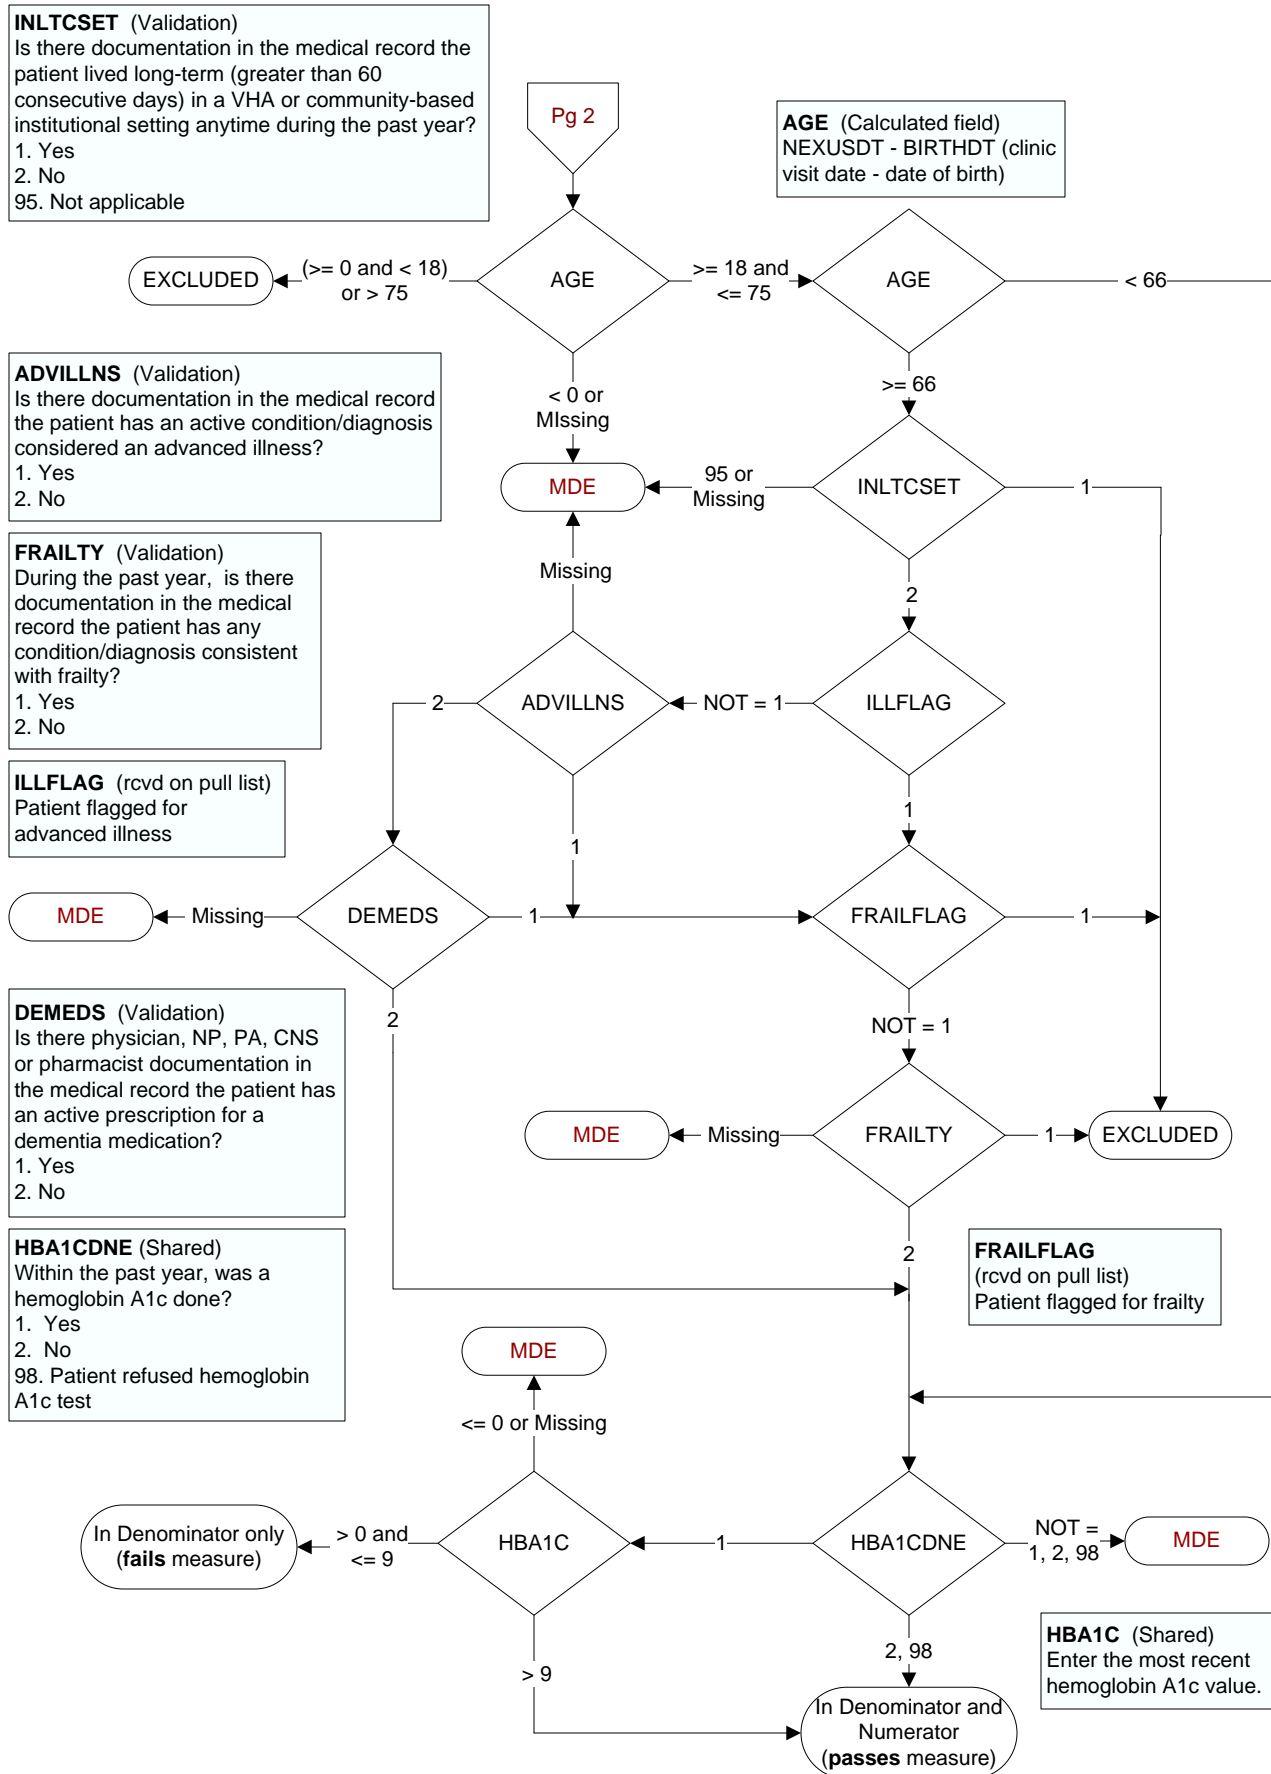 INLTCSET (Validation)
Is there documentation in the medical record the
patient lived long-term (greater than 60
consecutive days) in a VHA or community-based
institutional setting anytime during the past year?
1. Yes
2. No
95. Not applicable
Pg 2
AGE (Calculated field)
NEXUSDT - BIRTHDT (clinic
visit date - date of birth)
EXCLUDED
(>= 0 and < 18)
or > 75
AGE
>= 18 and
<= 75
AGE
< 66
< 0 or
MIssing
>= 66
ADVILLNS (Validation)
Is there documentation in the medical record
the patient has an active condition/diagnosis
considered an advanced illness?
1. Yes
2. No
MDE
95 or
Missing
INLTCSET
1
Missing
2
FRAILTY (Validation)
During the past year, is there
documentation in the medical
record the patient has any
condition/diagnosis consistent
with frailty?
1. Yes
2. No
2
ADVILLNS
NOT = 1
ILLFLAG
ILLFLAG (rcvd on pull list)
Patient flagged for
advanced illness
1
1
MDE
Missing
DEMEDS
1
FRAILFLAG
1
DEMEDS (Validation)
Is there physician, NP, PA, CNS
or pharmacist documentation in
the medical record the patient has
an active prescription for a
dementia medication?
1. Yes
2. No
2
NOT = 1
MDE
Missing
FRAILTY
1
EXCLUDED
2
HBA1CDNE (Shared)
Within the past year, was a
hemoglobin A1c done?
1. Yes
2. No
98. Patient refused hemoglobin
A1c test
FRAILFLAG
(rcvd on pull list)
Patient flagged for frailty
MDE
<= 0 or Missing
In Denominator only
(fails measure)
> 0 and
<= 9
HBA1C
1
HBA1CDNE
NOT =
1, 2, 98
MDE
> 9
2, 98
HBA1C (Shared)
Enter the most recent
hemoglobin A1c value.
In Denominator and
Numerator
(passes measure)